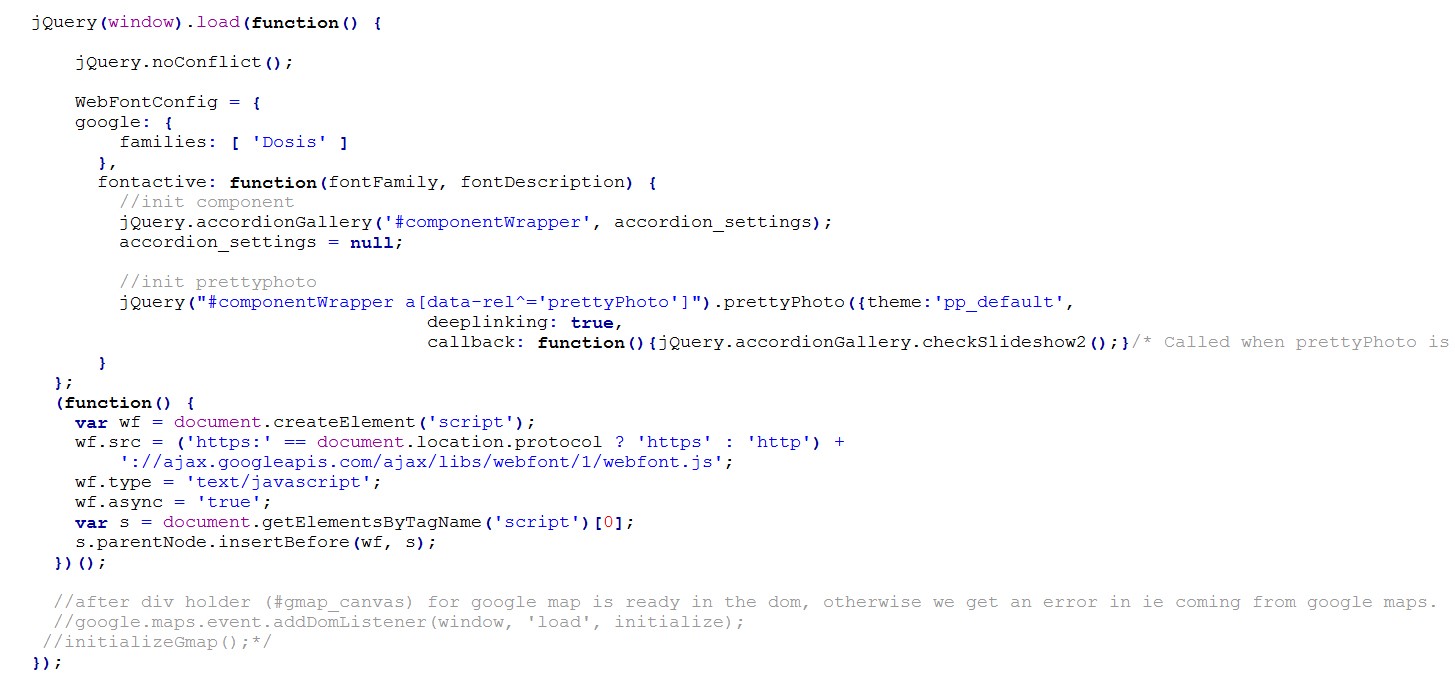 jQuery(window).load(function() {
jQuery.noConflict();
WebFontConfig = {
google: {
families: [ 'Dosis' ]
},
fontactive: function(fontFamily, fontDescription) {
//init component
jQuery.accordionGallery('#componentWrapper', accordion_settings);
accordion_settings = null;
//init prettyphoto
jQuery("#componentWrapper a[data-rel^='prettyPhoto']").prettyPhoto({theme:'pp_default',
deeplinking: true,
callback: function(){jQuery.accordionGallery.checkSlideshow2();}/* Called when prettyPhoto is
}
};
(function() {
var wf = document.createElement('script');
wf.src = ('https:' == document.location.protocol ? 'https' : 'http') +
'://ajax.googleapis.com/ajax/libs/webfont/1/webfont.js';
wf.type = 'text/javascript';
wf.async = 'true';
var s = document.getElementsByTagName('script')[0];
s.parentNode.insertBefore(wf, s);
})();
//after div holder (#gmap_canvas) for google map is ready in the dom, otherwise we get an error in ie coming from google maps.
//google.maps.event.addDomListener(window, 'load', initialize);
//initializeGmap();*/
});